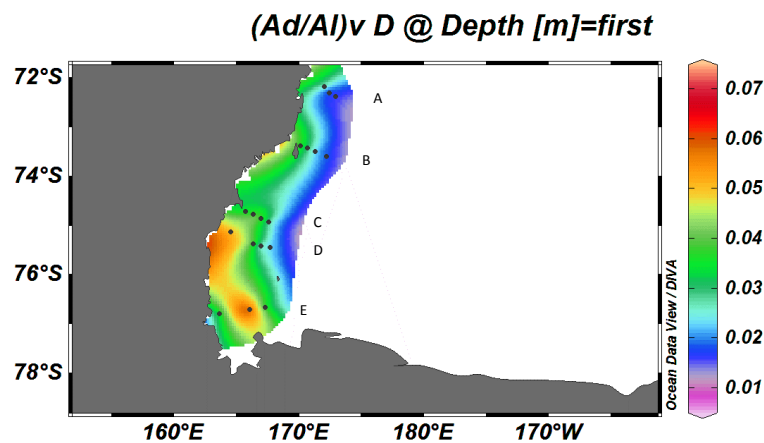 (Ad/Al)v D @ Depth [m]=first
72°S
74°S
76°S
78°S
A
B
C
D
E
160°E
170°E
180°E
170°W
Ocean Data View / DIVA
0.07
0.06
0.05
0.04
0.03
0.02
0.01